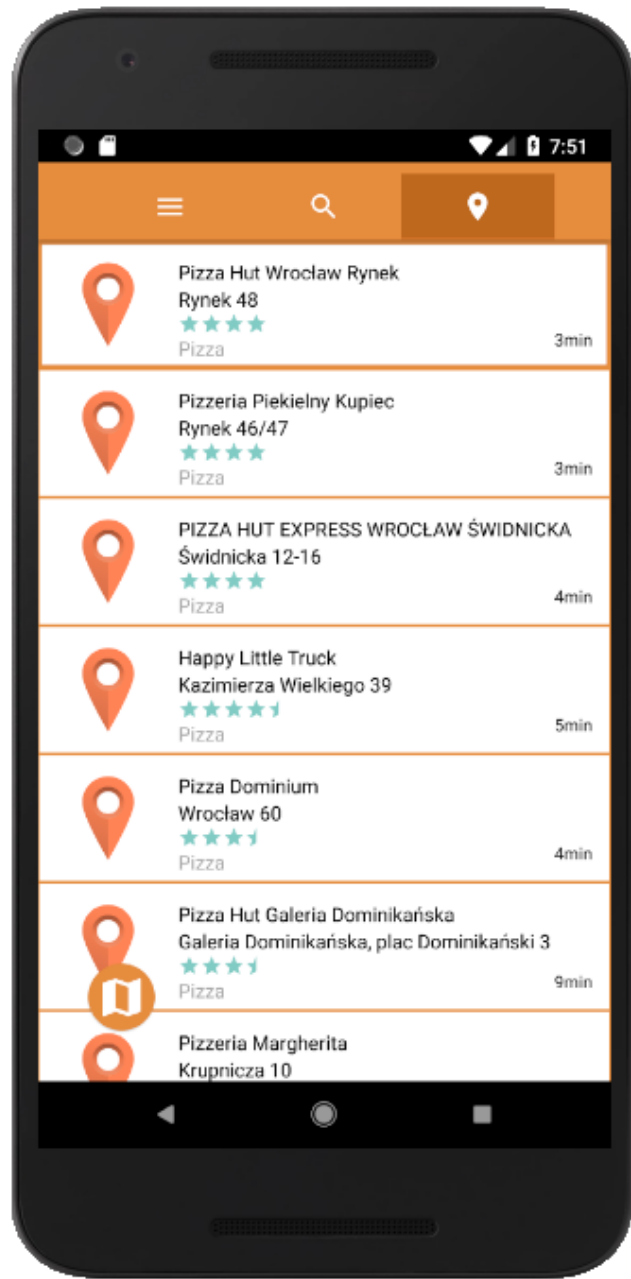 7:51
Pizza Hut Wrocław Rynek
Rynek 48
3min
Pizza
Pizzeria Piekielny Kupiec
Rynek 46/47
3min
Pizza
PIZZA HUT EXPRESS WROCŁAW ŚWIDNICKA
Świdnicka 12-16
4min
Pizza
Happy Little Truck
Kazimierza Wielkiego 39
5min
Pizza
Pizza Dominium
Wrocław 60
4min
Pizza
Pizza Hut Galeria Dominikańska
Galeria Dominikańska, plac Dominikański 3
9min
Pizza
Pizzeria Margherita
Krupnicza 10